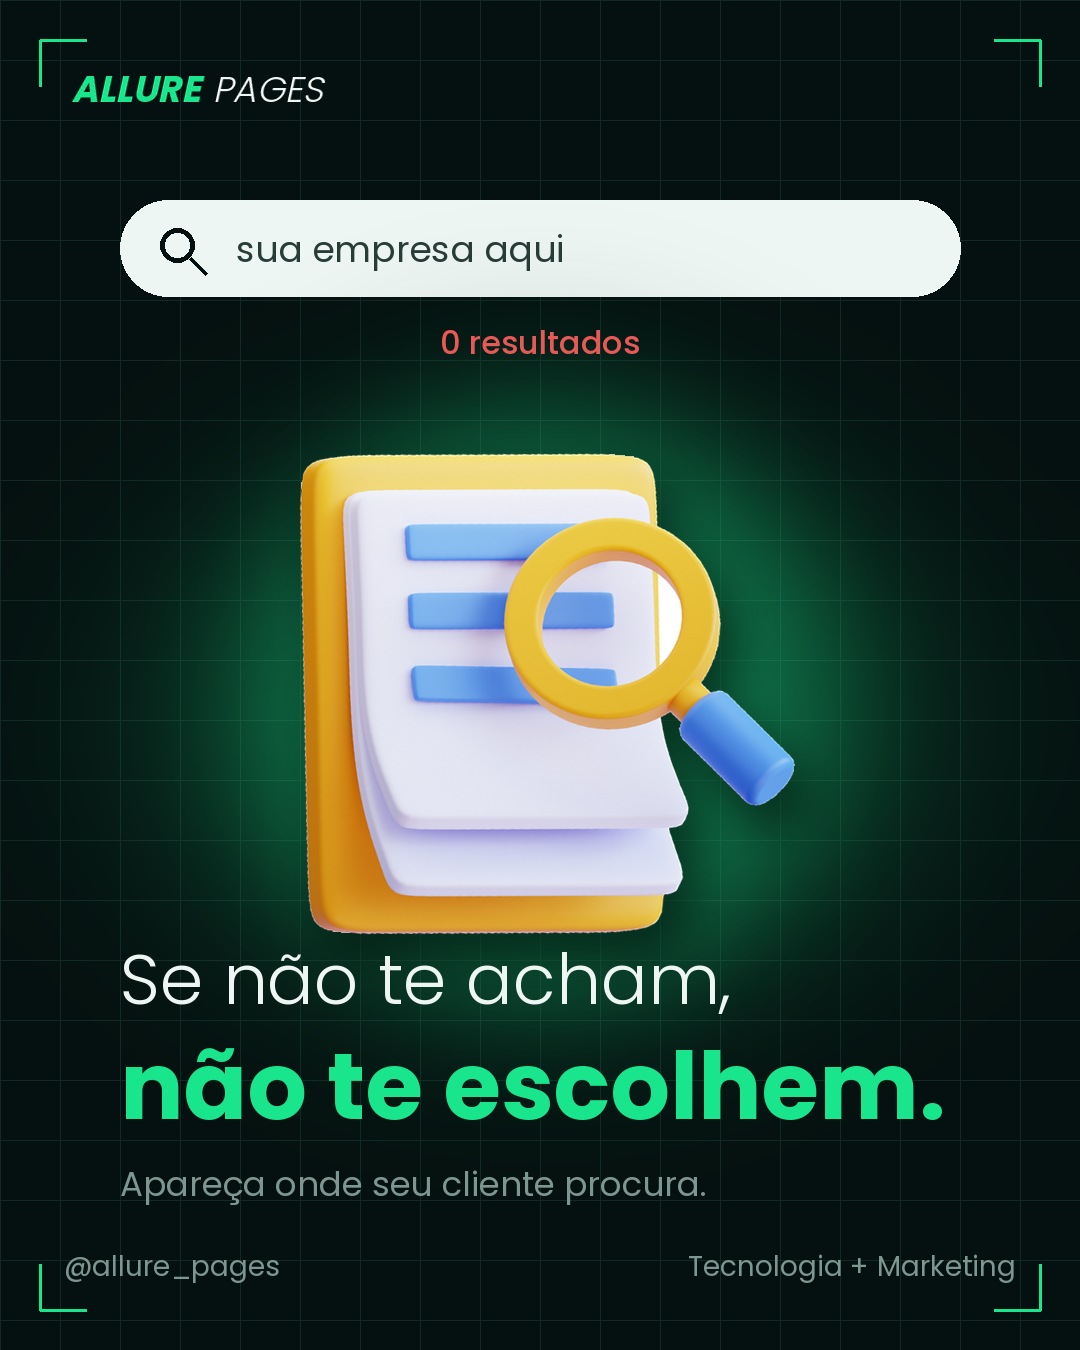 ALLURE PAGES
sua empresa aqui
0 resultados
Se não te acham,
não te escolhem.
Apareça onde seu cliente procura.
@allure_pages
Tecnologia + Marketing